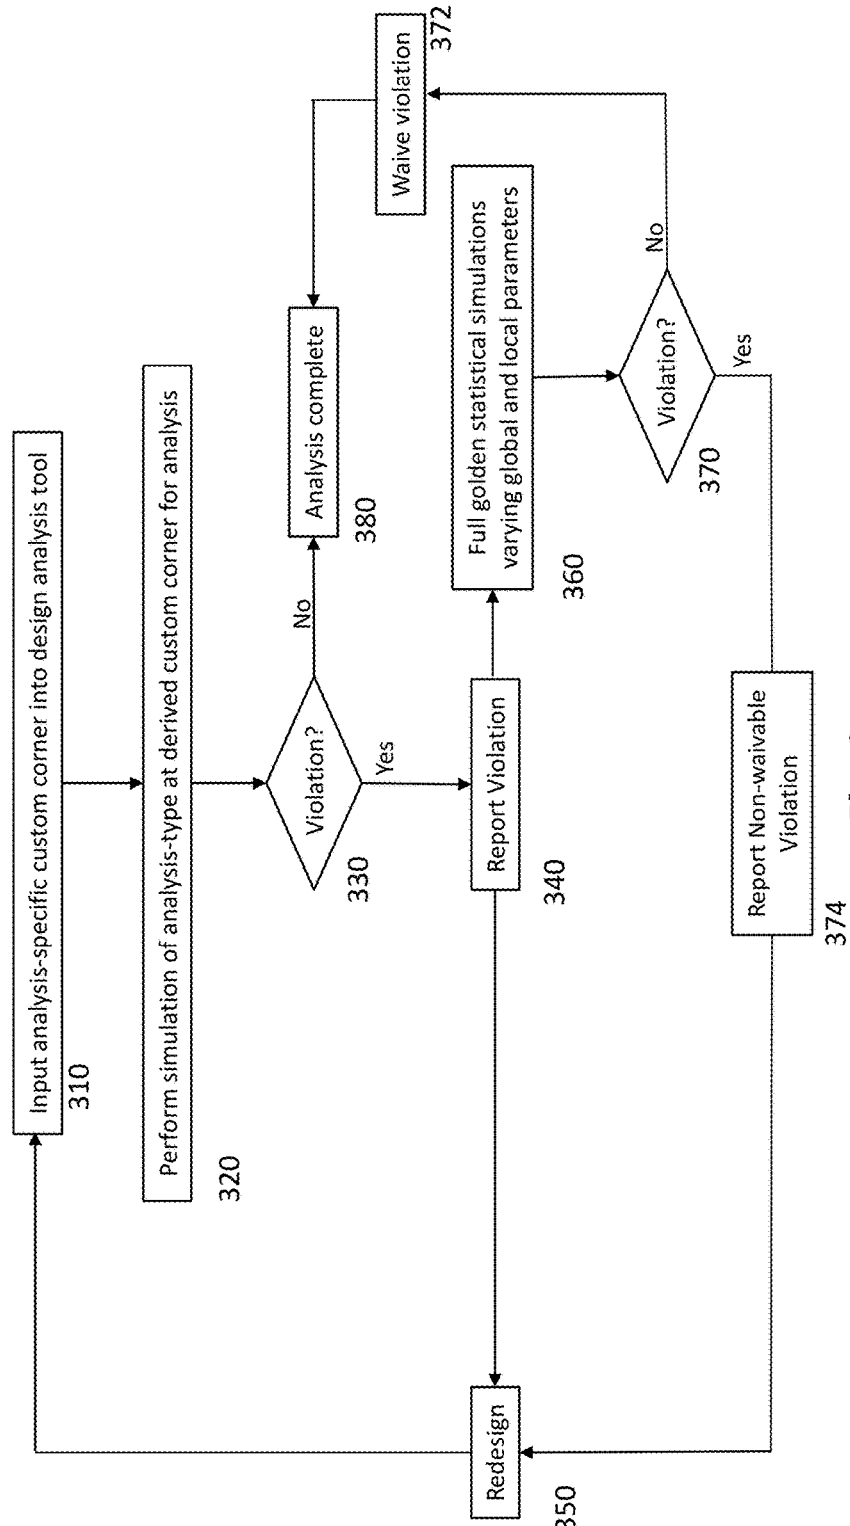 Input analysis-specific custom corner into design analysis tool
310
Perform simulation of analysis-type at derived custom corner for analysis
320
Violation?
330
No
Yes
Analysis complete
380
Waive violation
372
Report Violation
340
Full golden statistical simulations
varying global and local parameters
360
Violation?
370
No
Yes
Redesign
350
Report Non-waivable
Violation
374